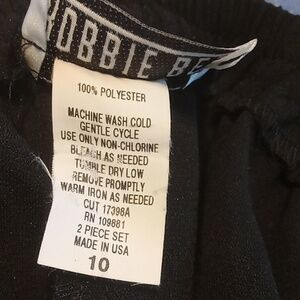 OBBIE BE
100% POLYESTER
MACHINE WASH COLD
GENTLE CYCLE
USE ONLY NON-CHLORINE
BLEACH AS NEEDED
TUMBLE DRY LOW
REMOVE PROMPTLY
WARM IRON AS NEEDED
CUT 17398A
RN 109881
2 PIECE SET
MADE IN USA
10